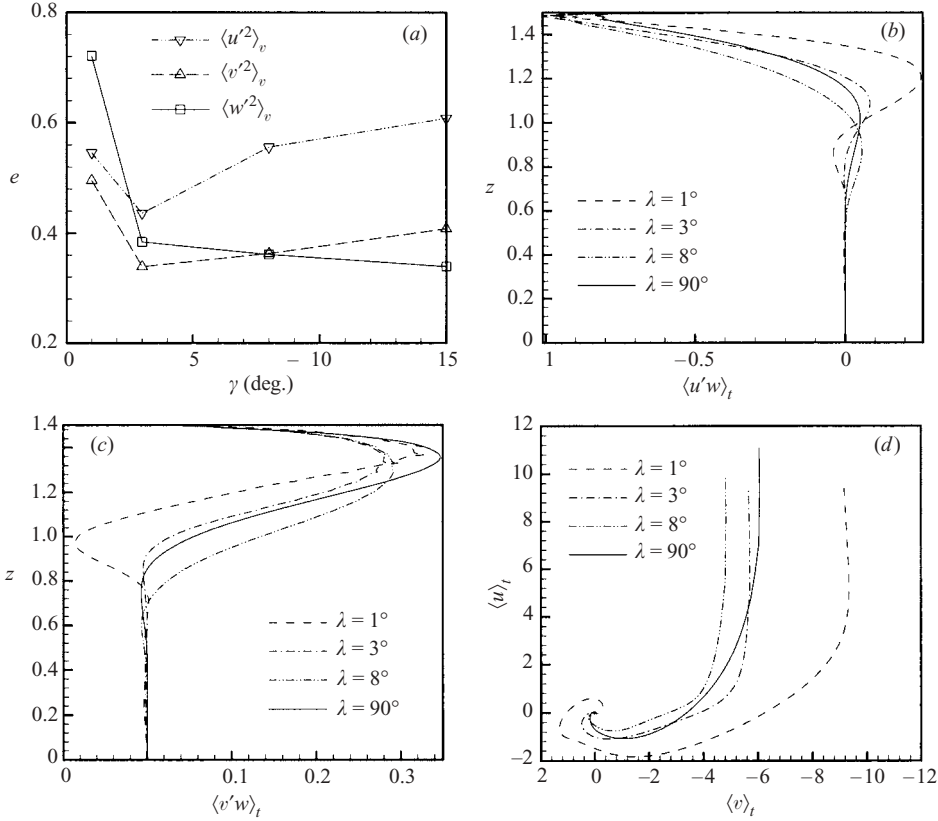 (a)
⟨u′²⟩ᵥ
⟨v′²⟩ᵥ
⟨w′²⟩ᵥ
0.8
0.6
0.4
0.2
e
0 5 − 10 15
γ (deg.)
(b)
1.4
1.2
1.0
0.8
0.6
0.4
0.2
0
z
λ = 1°
λ = 3°
λ = 8°
λ = 90°
1 −0.5 0
⟨u′w⟩ₜ
(c)
1.4
1.2
1.0
0.8
0.6
0.4
0.2
0
z
λ = 1°
λ = 3°
λ = 8°
λ = 90°
0 0.1 0.2 0.3
⟨v′w⟩ₜ
(d)
12
10
8
6
4
2
0
−2
⟨u⟩ₜ
λ = 1°
λ = 3°
λ = 8°
λ = 90°
2 0 −2 −4 −6 −8 −10 −12
⟨v⟩ₜ